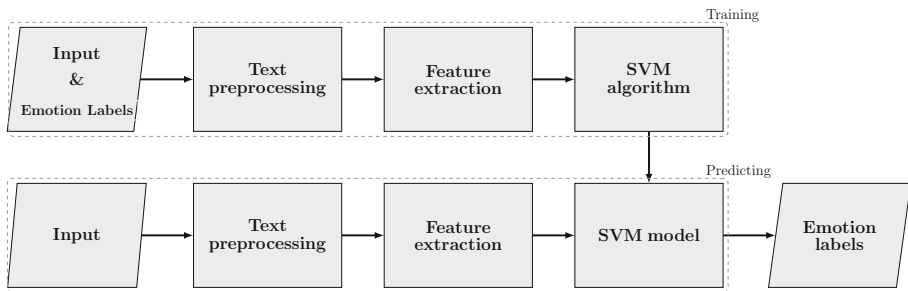 Training
Input
&
Emotion Labels
Text
preprocessing
Feature
extraction
SVM
algorithm
Predicting
Input
Text
preprocessing
Feature
extraction
SVM model
Emotion
labels